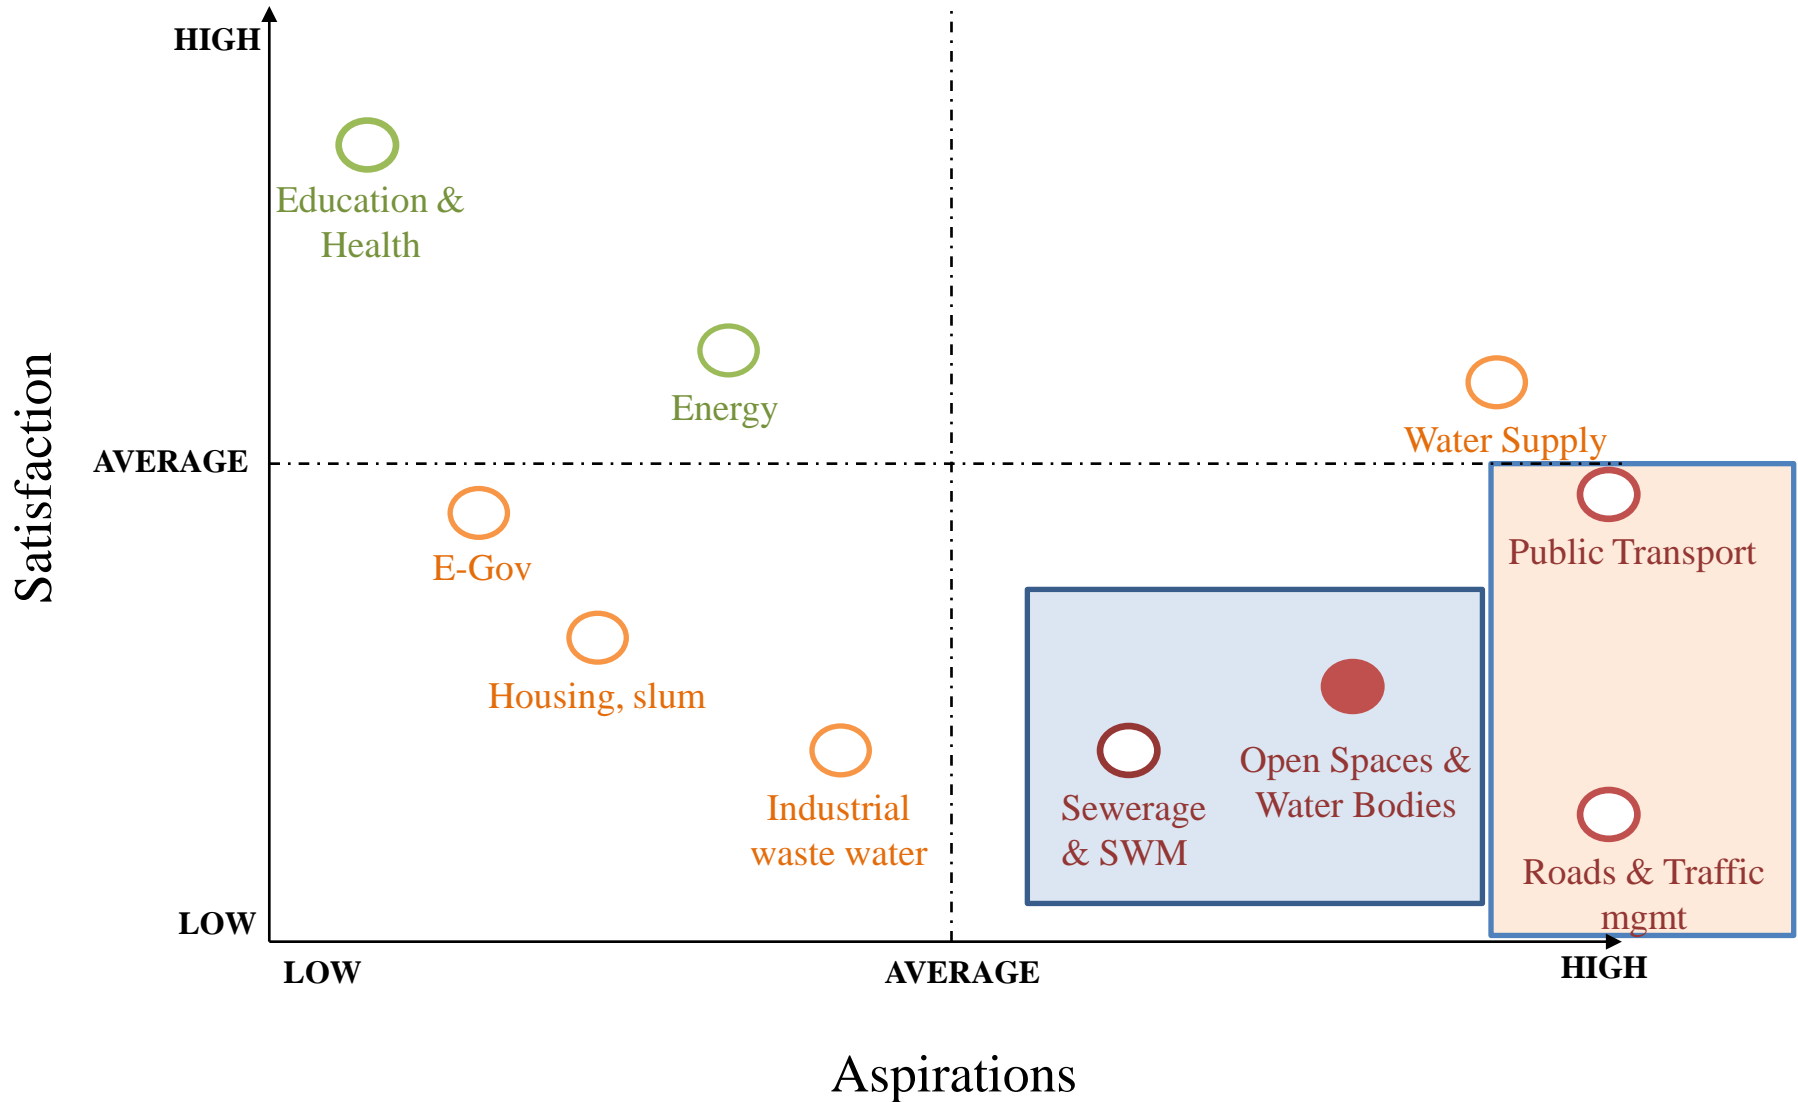 HIGH
Education &
Health
Energy
Satisfaction
Water Supply
AVERAGE
E-Gov
Public Transport
Housing, slum
Open Spaces &
Water Bodies
Industrial
waste water
Sewerage
& SWM
Roads & Traffic
mgmt
LOW
LOW
AVERAGE
HIGH
Aspirations